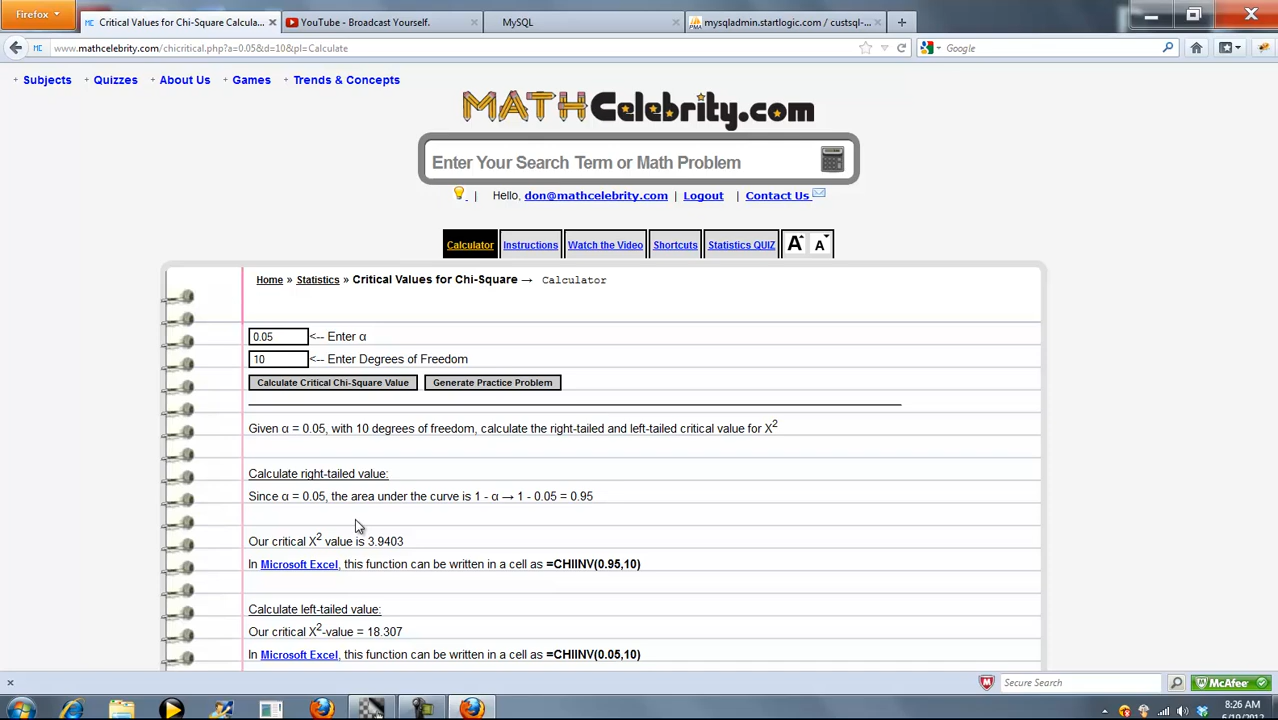 Firefox
Critical Values for Chi-Square Calcula...
YouTube - Broadcast Yourself.
MySQL
mysqladmin.startlogic.com / custsql-...
www.mathcelebrity.com/chicritical.php?a=0.05&d=10&pl=Calculate
Google
+ Subjects + Quizzes + About Us + Games + Trends & Concepts
MATHCelebrity.com
Enter Your Search Term or Math Problem
| Hello, don@mathcelebrity.com | Logout | Contact Us
Calculator Instructions Watch the Video Shortcuts Statistics QUIZ A A
Home » Statistics » Critical Values for Chi-Square → Calculator
0.05 <-- Enter α
10 <-- Enter Degrees of Freedom
Calculate Critical Chi-Square Value Generate Practice Problem
Given α = 0.05, with 10 degrees of freedom, calculate the right-tailed and left-tailed critical value for X²
Calculate right-tailed value:
Since α = 0.05, the area under the curve is 1 - α → 1 - 0.05 = 0.95
Our critical X² value is 3.9403
In Microsoft Excel, this function can be written in a cell as =CHIINV(0.95,10)
Calculate left-tailed value:
Our critical X²-value = 18.307
In Microsoft Excel, this function can be written in a cell as =CHIINV(0.05,10)
Secure Search
McAfee
8:26 AM
6/19/2012